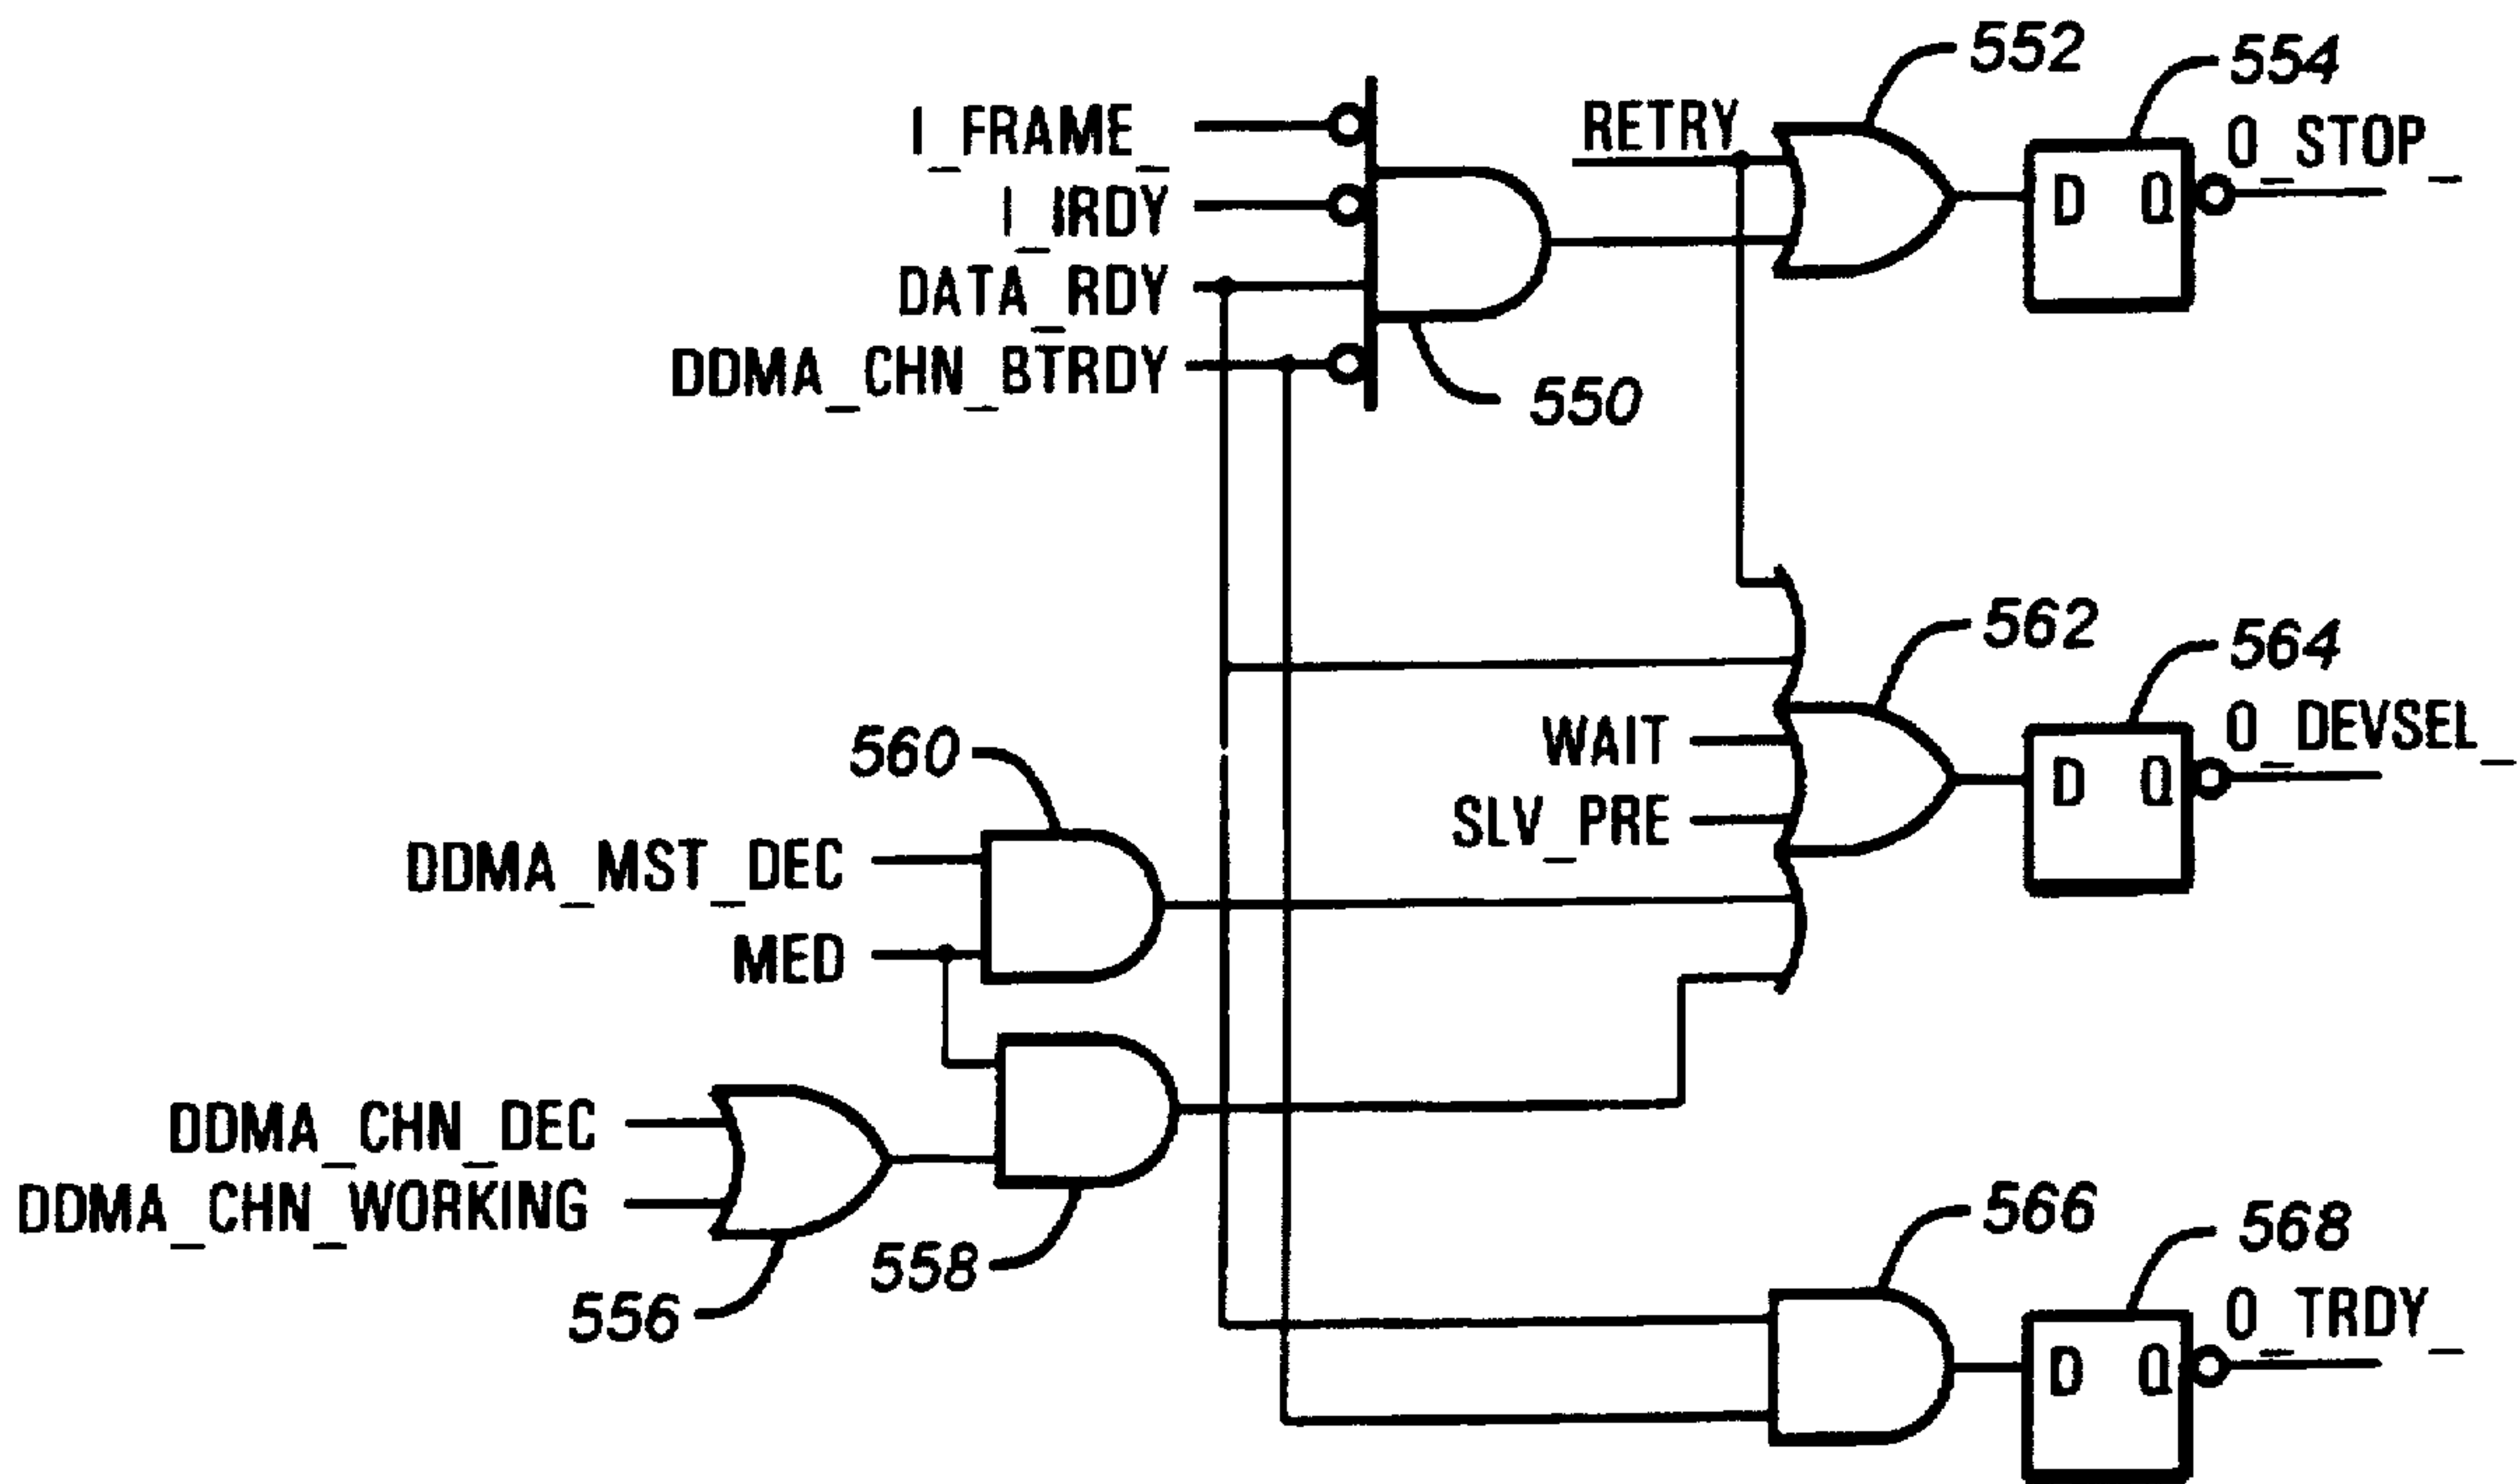 552
554
I_FRAME_
RETRY
O_STOP_
I_IRDY
D Q
DATA_RDY
DDMA_CHN_BTRDY
550
562
564
O_DEVSEL_
560
WAIT
D Q
SLV_PRE
DDMA_MST_DEC
MED
DDMA_CHN_DEC
DDMA_CHN_WORKING
558
556
566
568
O_TRDY_
D Q